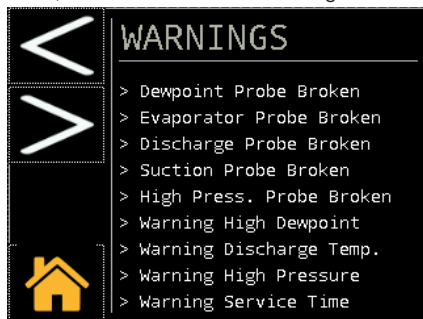 WARNINGS
> Dewpoint Probe Broken
> Evaporator Probe Broken
> Discharge Probe Broken
> Suction Probe Broken
> High Press. Probe Broken
> Warning High Dewpoint
> Warning Discharge Temp.
> Warning High Pressure
> Warning Service Time